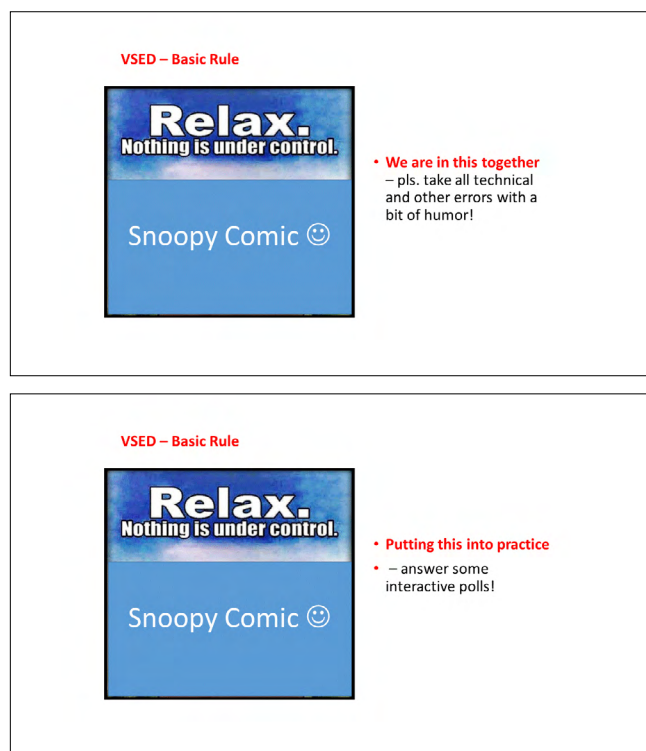 VSED – Basic Rule
Relax.
Nothing is under control.
Snoopy Comic ☺
• We are in this together
– pls. take all technical
and other errors with a
bit of humor!
VSED – Basic Rule
Relax.
Nothing is under control.
Snoopy Comic ☺
• Putting this into practice
• – answer some
interactive polls!